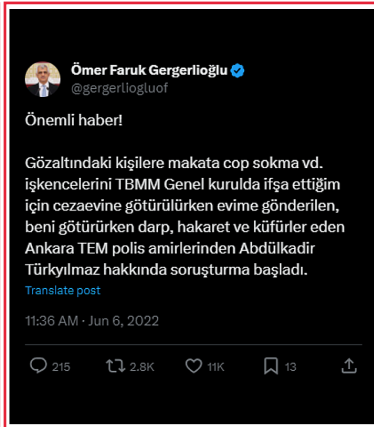 Ömer Faruk Gergerlioğlu
@gergerliogluof
Önemli haber!
Gözaltındaki kişilere makata cop sokma vd.
işkencelerini TBMM Genel kurulda ifşa ettiğim
için cezaevine götürülürken evime gönderilen,
beni götürürken darp, hakaret ve küfürler eden
Ankara TEM polis amirlerinden Abdülkadir
Türkyılmaz hakkında soruşturma başladı.
Translate post
11:36 AM · Jun 6, 2022
215 2.8K 11K 13